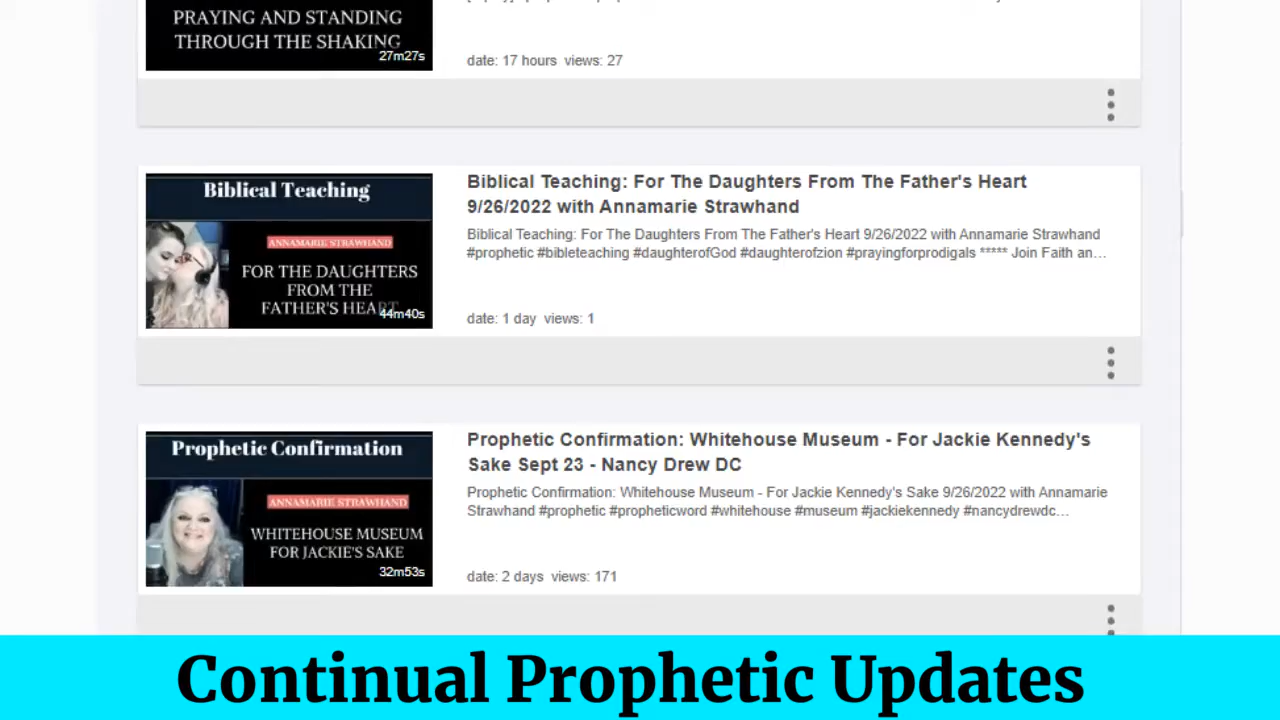 PRAYING AND STANDING
THROUGH THE SHAKING
27m27s
date: 17 hours views: 27
Biblical Teaching
ANNAMARIE STRAWHAND
FOR THE DAUGHTERS
FROM THE
FATHER'S HEART
44m40s
Biblical Teaching: For The Daughters From The Father's Heart
9/26/2022 with Annamarie Strawhand
Biblical Teaching: For The Daughters From The Father's Heart 9/26/2022 with Annamarie Strawhand
#prophetic #bibleteaching #daughterofGod #daughterofzion #prayingforprodigals ***** Join Faith an...
date: 1 day views: 1
Prophetic Confirmation
ANNAMARIE STRAWHAND
WHITEHOUSE MUSEUM
FOR JACKIE'S SAKE
32m53s
Prophetic Confirmation: Whitehouse Museum - For Jackie Kennedy's
Sake Sept 23 - Nancy Drew DC
Prophetic Confirmation: Whitehouse Museum - For Jackie Kennedy's Sake 9/26/2022 with Annamarie
Strawhand #prophetic #propheticword #whitehouse #museum #jackiekennedy #nancydrewdc...
date: 2 days views: 171
Continual Prophetic Updates